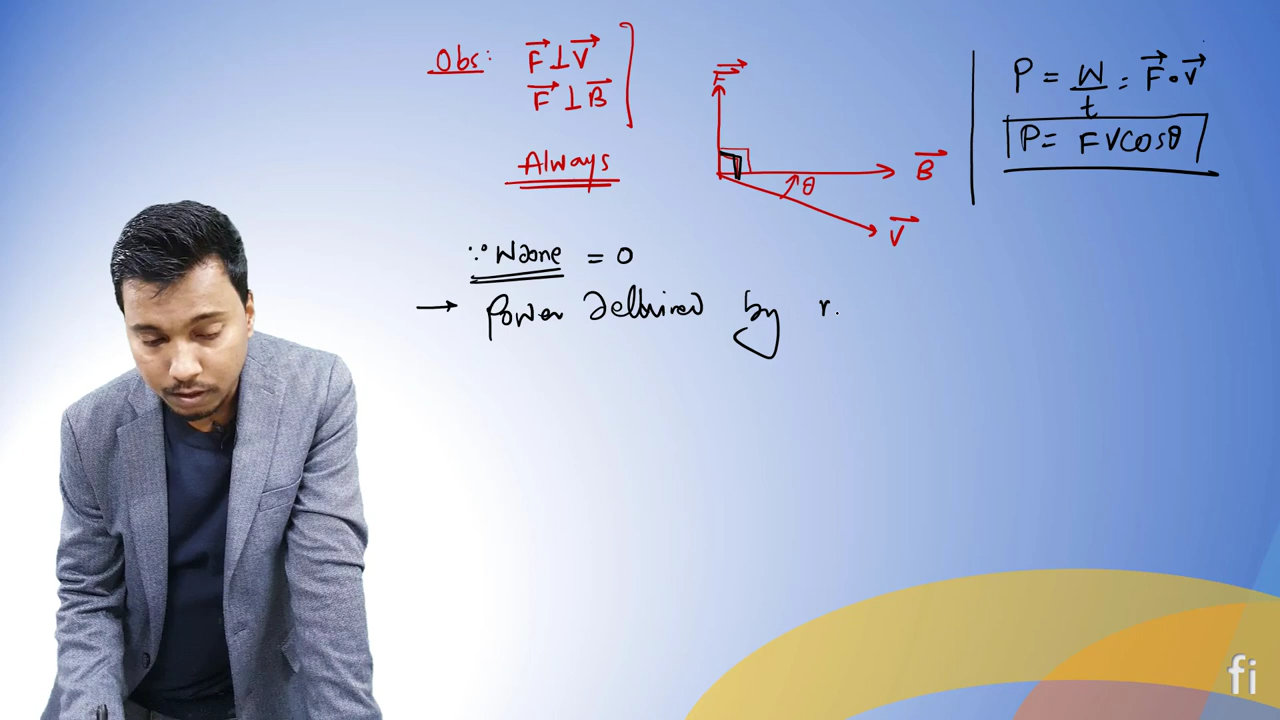 Obs: F⃗ ⊥ V⃗
F⃗ ⊥ B⃗
Always
F⃗
B⃗
θ
V⃗
P = W/t = F⃗ • V⃗
P = FVCosθ
∵ Wdone = 0
→ Power delivered by
fi